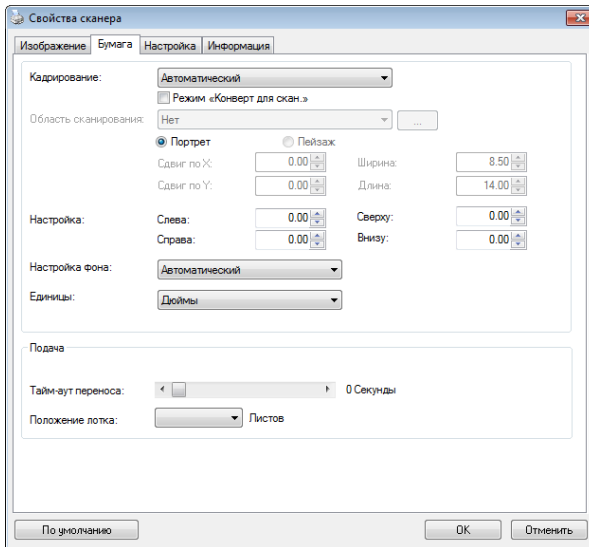 Свойства сканера
Изображение Бумага Настройка Информация
Кадрирование: Автоматический
Режим «Конверт для скан.»
Область сканирования: Нет ...
Портрет Пейзаж
Сдвиг по X: 0.00 Ширина: 8.50
Сдвиг по Y: 0.00 Длина: 14.00
Настройка: Слева: 0.00 Сверху: 0.00
Справа: 0.00 Внизу: 0.00
Настройка фона: Автоматический
Единицы: Дюймы
Подача
Тайм-аут переноса: 0 Секунды
Положение лотка: Листов
По умолчанию OK Отменить